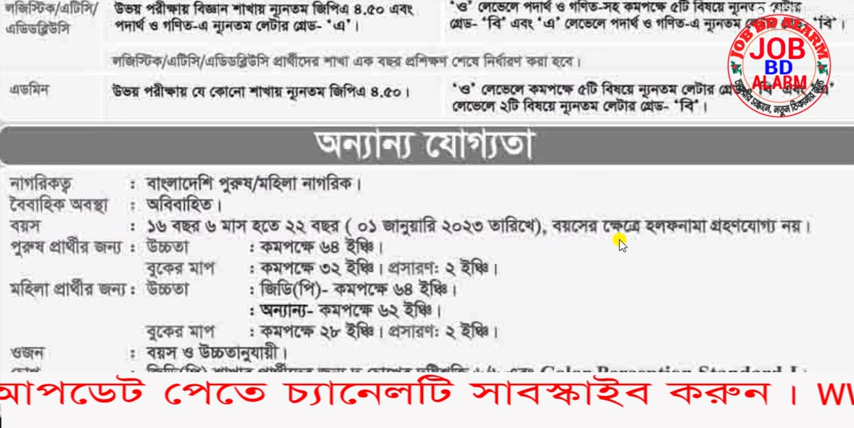 লজিস্টিক/এটিসি/ উভয় পরীক্ষায় বিজ্ঞান শাখায় ন্যূনতম জিপিএ ৪.৫০ এবং 'ও' লেভেলে পদার্থ ও গণিত-সহ কমপক্ষে ৫টি বিষয়ে ন্যূনতম
এডিডব্লিউসি পদার্থ ও গণিত-এ ন্যূনতম লেটার গ্রেড- 'এ'। গ্রেড- 'বি' এবং 'এ' লেভেলে পদার্থ ও গণিত-এ ন্যূনতম 'বি'।
লজিস্টিক/এটিসি/এডিডব্লিউসি প্রার্থীদের শাখা এক বছর প্রশিক্ষণ শেষে নির্ধারণ করা হবে।
এডমিন উভয় পরীক্ষায় যে কোনো শাখায় ন্যূনতম জিপিএ ৪.৫০। 'ও' লেভেলে কমপক্ষে ৫টি বিষয়ে ন্যূনতম লেটার
লেভেলে ২টি বিষয়ে ন্যূনতম লেটার গ্রেড- 'বি'।
JOB BD ALARM
JOB
BD
ALARM
অন্যান্য যোগ্যতা
নাগরিকত্ব : বাংলাদেশি পুরুষ/মহিলা নাগরিক।
বৈবাহিক অবস্থা : অবিবাহিত।
বয়স : ১৬ বছর ৬ মাস হতে ২২ বছর ( ০১ জানুয়ারি ২০২৩ তারিখে), বয়সের ক্ষেত্রে হলফনামা গ্রহণযোগ্য নয়।
পুরুষ প্রার্থীর জন্য : উচ্চতা : কমপক্ষে ৬৪ ইঞ্চি।
বুকের মাপ : কমপক্ষে ৩২ ইঞ্চি। প্রসারণ: ২ ইঞ্চি।
মহিলা প্রার্থীর জন্য : উচ্চতা : জিডি(পি)- কমপক্ষে ৬৪ ইঞ্চি।
: অন্যান্য- কমপক্ষে ৬২ ইঞ্চি।
বুকের মাপ : কমপক্ষে ২৮ ইঞ্চি। প্রসারণ: ২ ইঞ্চি।
ওজন : বয়স ও উচ্চতানুযায়ী।
আপডেট পেতে চ্যানেলটি সাবস্ক্রাইব করুন । WW